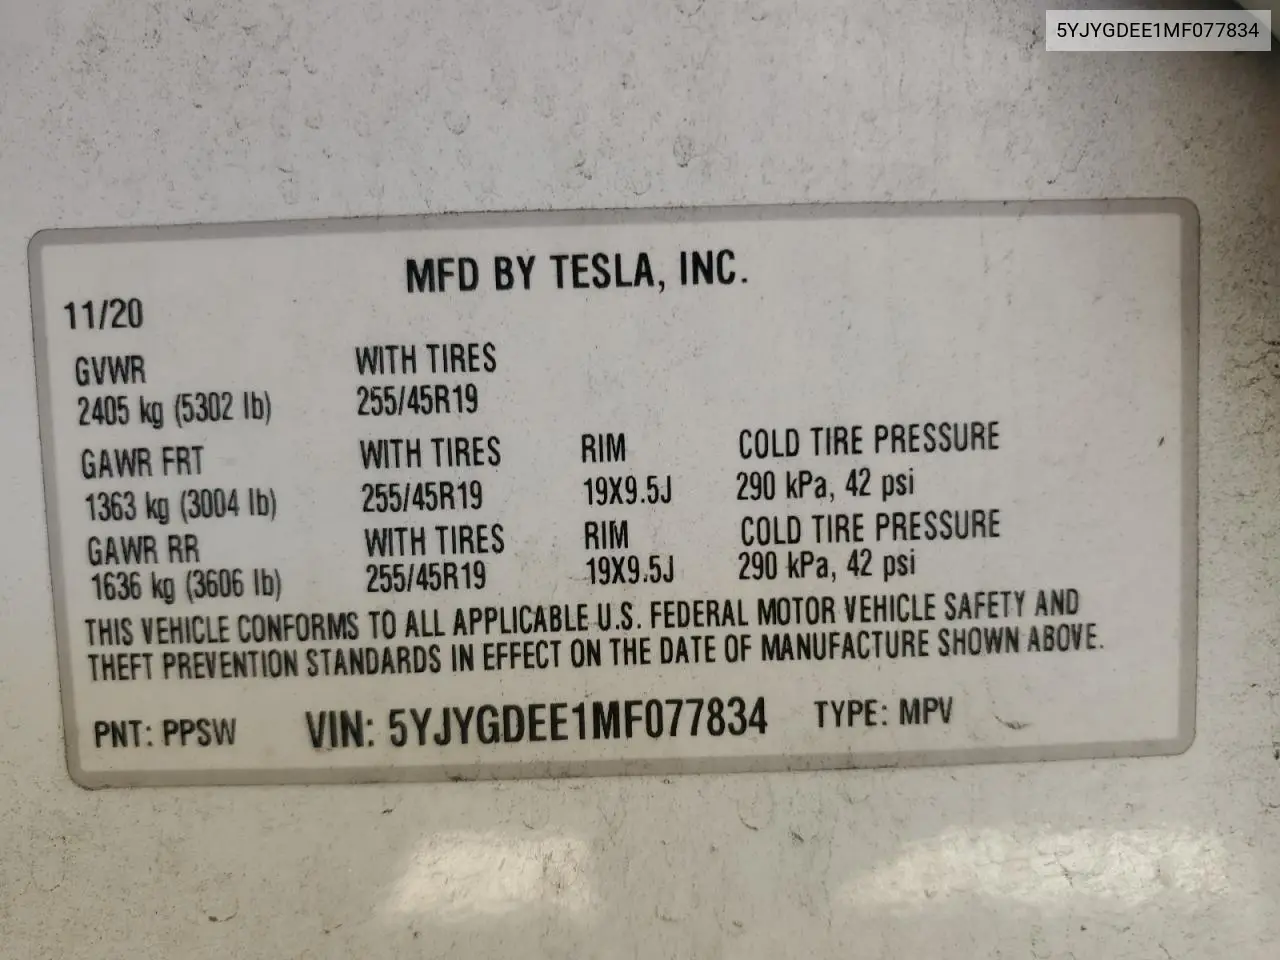 5YJYGDEE1MF077834
MFD BY TESLA, INC.
11/20
GVWR WITH TIRES
2405 kg (5302 lb) 255/45R19
GAWR FRT WITH TIRES RIM COLD TIRE PRESSURE
1363 kg (3004 lb) 255/45R19 19X9.5J 290 kPa, 42 psi
GAWR RR WITH TIRES RIM COLD TIRE PRESSURE
1636 kg (3606 lb) 255/45R19 19X9.5J 290 kPa, 42 psi
THIS VEHICLE CONFORMS TO ALL APPLICABLE U.S. FEDERAL MOTOR VEHICLE SAFETY AND
THEFT PREVENTION STANDARDS IN EFFECT ON THE DATE OF MANUFACTURE SHOWN ABOVE.
PNT: PPSW VIN: 5YJYGDEE1MF077834 TYPE: MPV